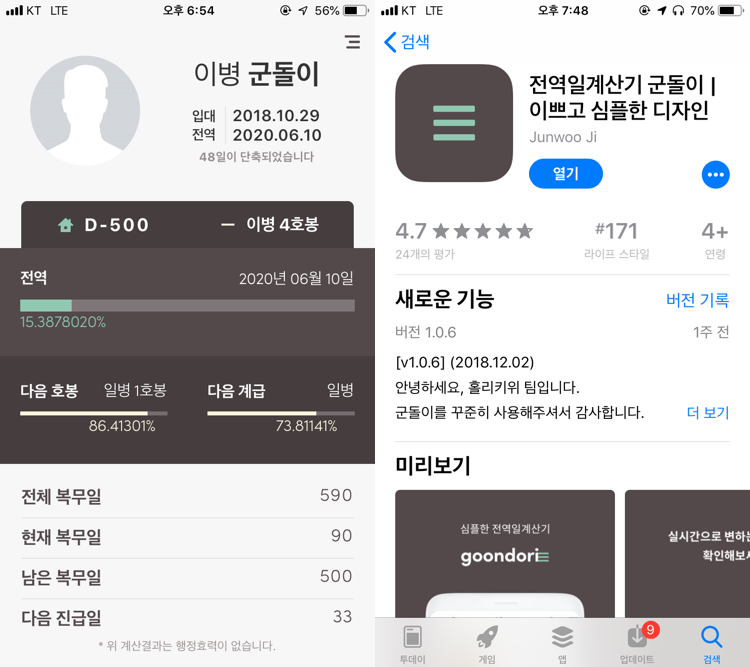 KT LTE 오후 6:54 56%
이병 군돌이
입대 2018.10.29
전역 2020.06.10
48일이 단축되었습니다
D-500 이병 4호봉
전역 2020년 06월 10일
15.3878020%
다음 호봉 일병 1호봉
86.41301%
다음 계급 일병
73.81141%
전체 복무일 590
현재 복무일 90
남은 복무일 500
다음 진급일 33
* 위 계산결과는 행정효력이 없습니다.
KT LTE 오후 7:48 70%
검색
전역일계산기 군돌이 |
이쁘고 심플한 디자인
Junwoo Ji
열기
4.7 #171 4+
24개의 평가 라이프 스타일 연령
새로운 기능 버전 기록
버전 1.0.6 1주 전
[v1.0.6] (2018.12.02)
안녕하세요, 홀리키위 팀입니다.
군돌이를 꾸준히 사용해주셔서 감사합니다. 더 보기
미리보기
심플한 전역일계산기
goondori
실시간으로 변하는
확인해보세
9
투데이 게임 앱 업데이트 검색